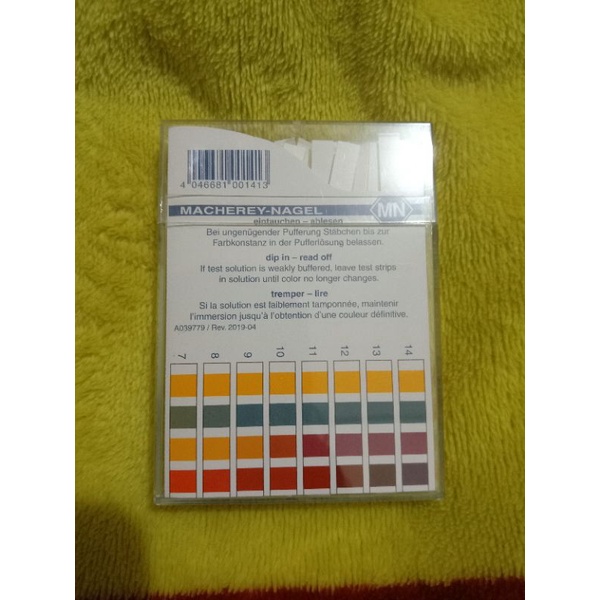 4 046681 001413
MACHEREY-NAGEL MN
eintauchen – ablesen
Bei ungenügender Pufferung Stäbchen bis zur
Farbkonstanz in der Pufferlösung belassen.
dip in – read off
If test solution is weakly buffered, leave test strips
in solution until color no longer changes.
tremper – lire
Si la solution est faiblement tamponnée, maintenir
l'immersion jusqu'à l'obtention d'une couleur définitive.
A039779 / Rev. 2019-04
7 8 9 10 11 12 13 14